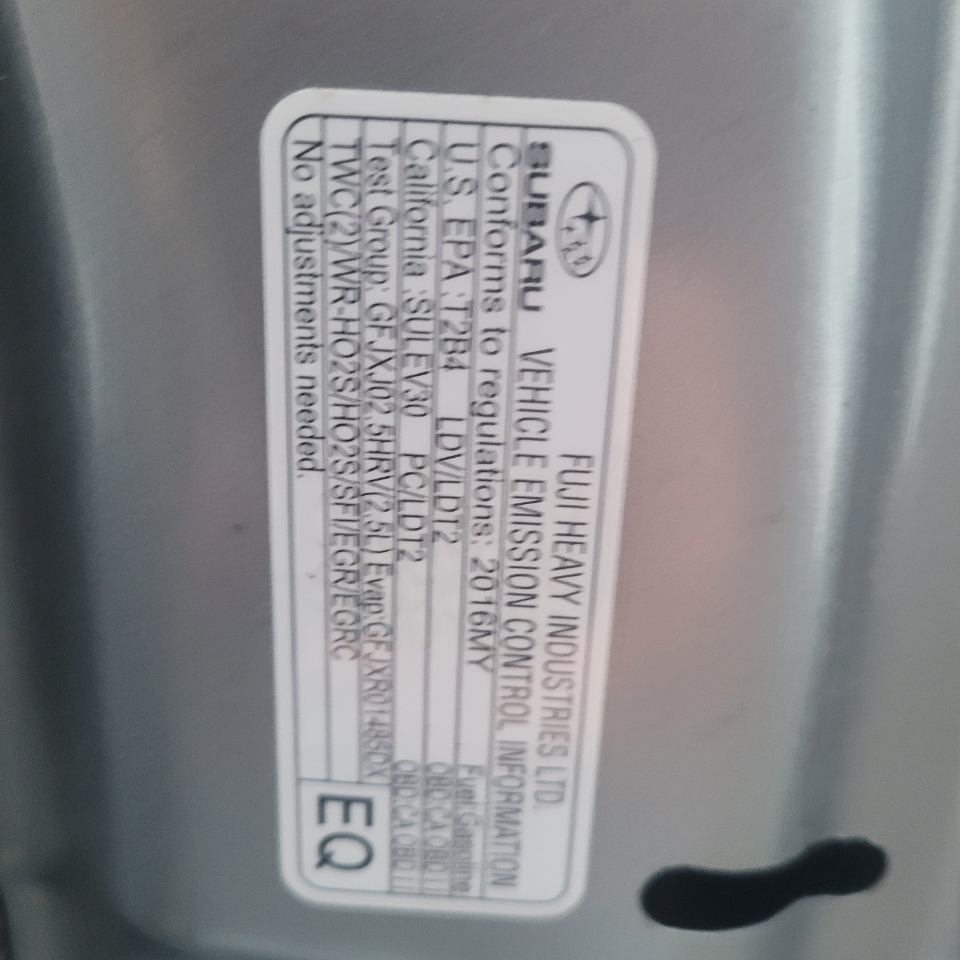 FUJI HEAVY INDUSTRIES LTD.
SUBARU VEHICLE EMISSION CONTROL INFORMATION
Conforms to regulations: 2016MY Fuel:Gasoline
U.S. EPA :T2B4 LDV/LDT2 OBD:CA OBD II
California :SULEV30 PC/LDT2 OBD:CA OBD II
Test Group: GFJXJ02.5HRV(2.5L) Evap:GFJXR0148SDX
TWC(2)/WR-HO2S/HO2S/SFI/EGR/EGRC
No adjustments needed.
EQ